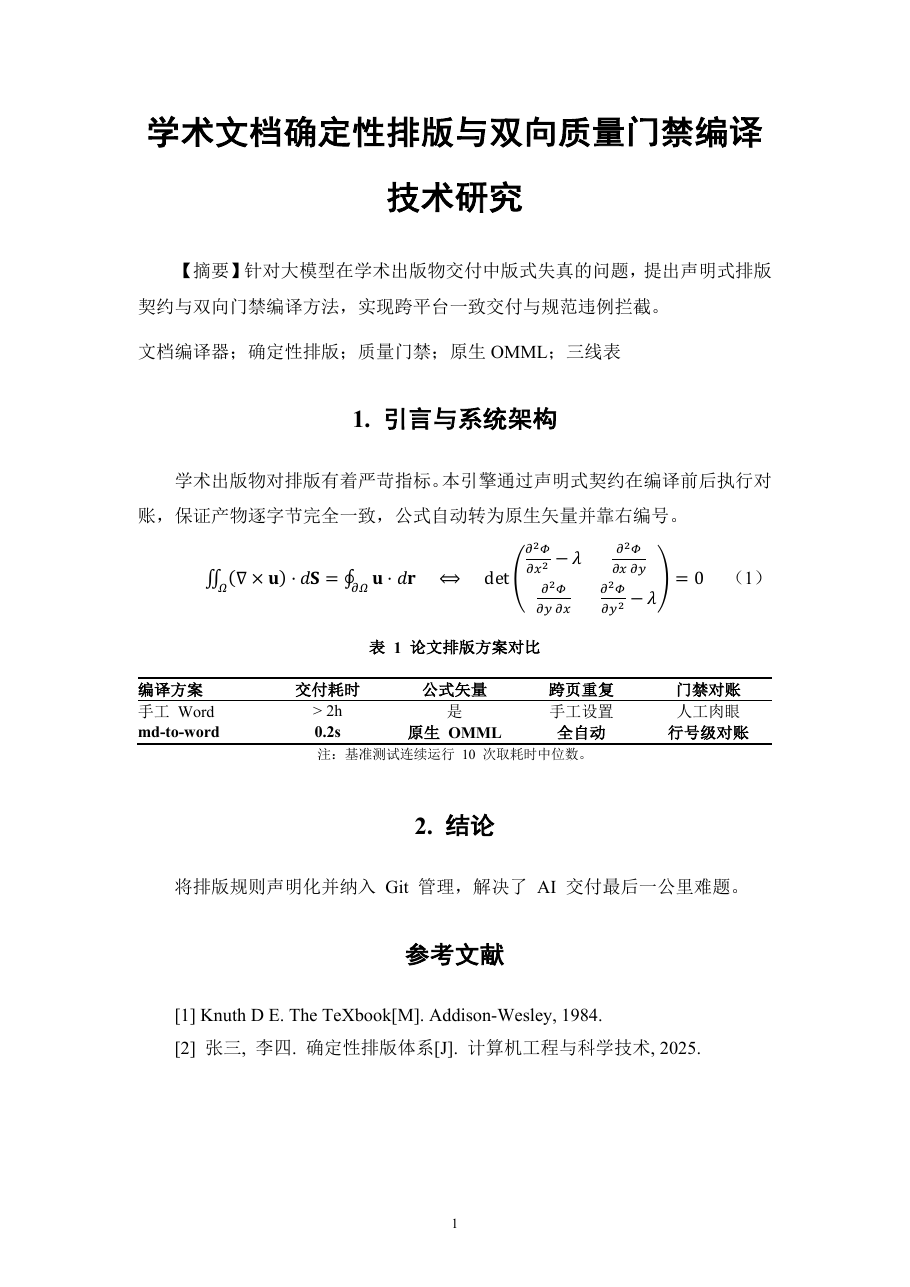 学术文档确定性排版与双向质量门禁编译
技术研究
【摘要】针对大模型在学术出版物交付中版式失真的问题，提出声明式排版
契约与双向门禁编译方法，实现跨平台一致交付与规范违例拦截。
文档编译器；确定性排版；质量门禁；原生 OMML；三线表
1. 引言与系统架构
学术出版物对排版有着严苛指标。本引擎通过声明式契约在编译前后执行对
账，保证产物逐字节完全一致，公式自动转为原生矢量并靠右编号。
∬_Ω(∇ × 𝐮) · d𝐒 = ∮_∂Ω 𝐮 · d𝐫 ⟺ det(∂²Φ/∂x² − λ  ∂²Φ/∂x ∂y  ∂²Φ/∂y ∂x  ∂²Φ/∂y² − λ) = 0 （1）
表 1 论文排版方案对比
编译方案 交付耗时 公式矢量 跨页重复 门禁对账
手工 Word > 2h 是 手工设置 人工肉眼
md-to-word 0.2s 原生 OMML 全自动 行号级对账
注：基准测试连续运行 10 次取耗时中位数。
2. 结论
将排版规则声明化并纳入 Git 管理，解决了 AI 交付最后一公里难题。
参考文献
[1] Knuth D E. The TeXbook[M]. Addison-Wesley, 1984.
[2] 张三, 李四. 确定性排版体系[J]. 计算机工程与科学技术, 2025.
1